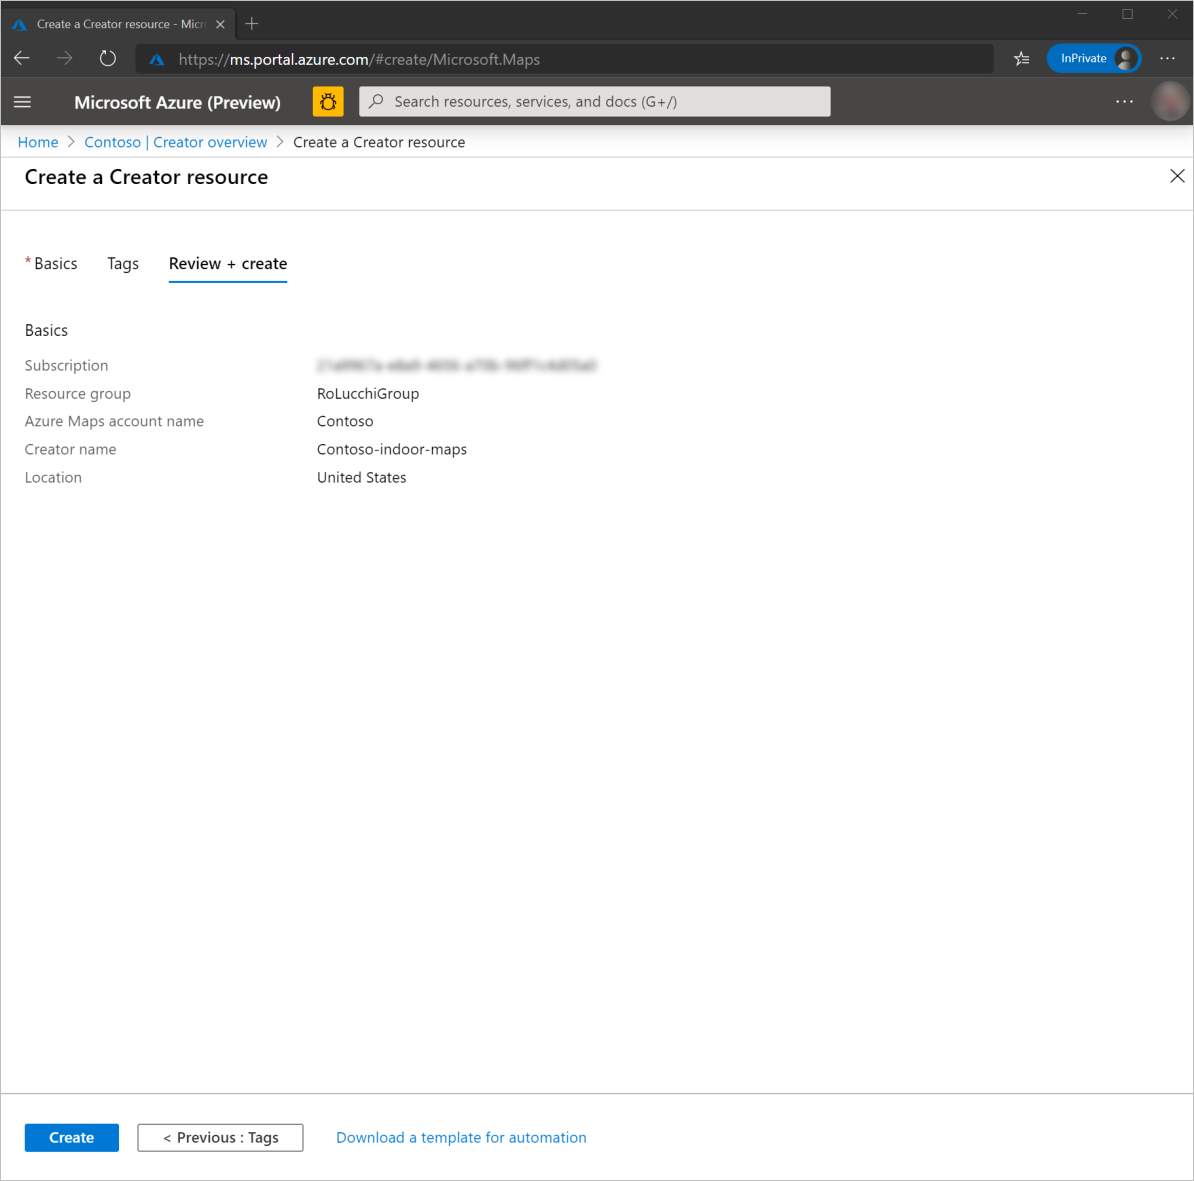 Create a Creator resource - Micr
https://ms.portal.azure.com/#create/Microsoft.Maps
InPrivate
Microsoft Azure (Preview)
Search resources, services, and docs (G+/)
Home > Contoso | Creator overview > Create a Creator resource
Create a Creator resource
* Basics Tags Review + create
Basics
Subscription
Resource group RoLucchiGroup
Azure Maps account name Contoso
Creator name Contoso-indoor-maps
Location United States
Create < Previous : Tags Download a template for automation